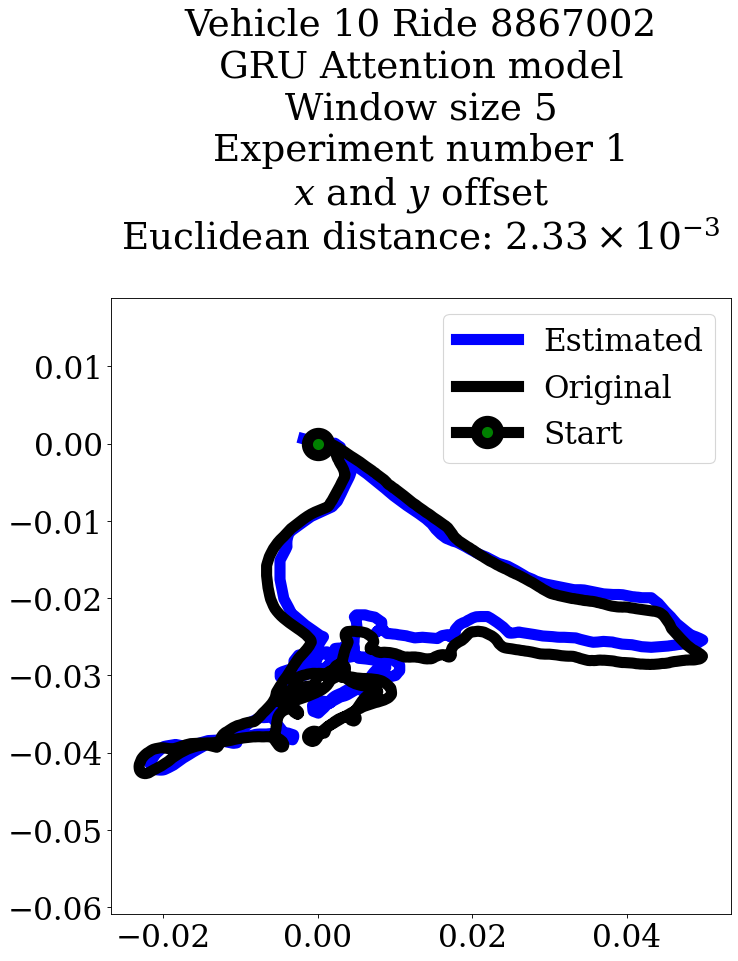 Vehicle 10 Ride 8867002
GRU Attention model
Window size 5
Experiment number 1
x and y offset
Euclidean distance: 2.33 × 10⁻³
Estimated
Original
Start
0.01
0.00
−0.01
−0.02
−0.03
−0.04
−0.05
−0.06
−0.02 0.00 0.02 0.04